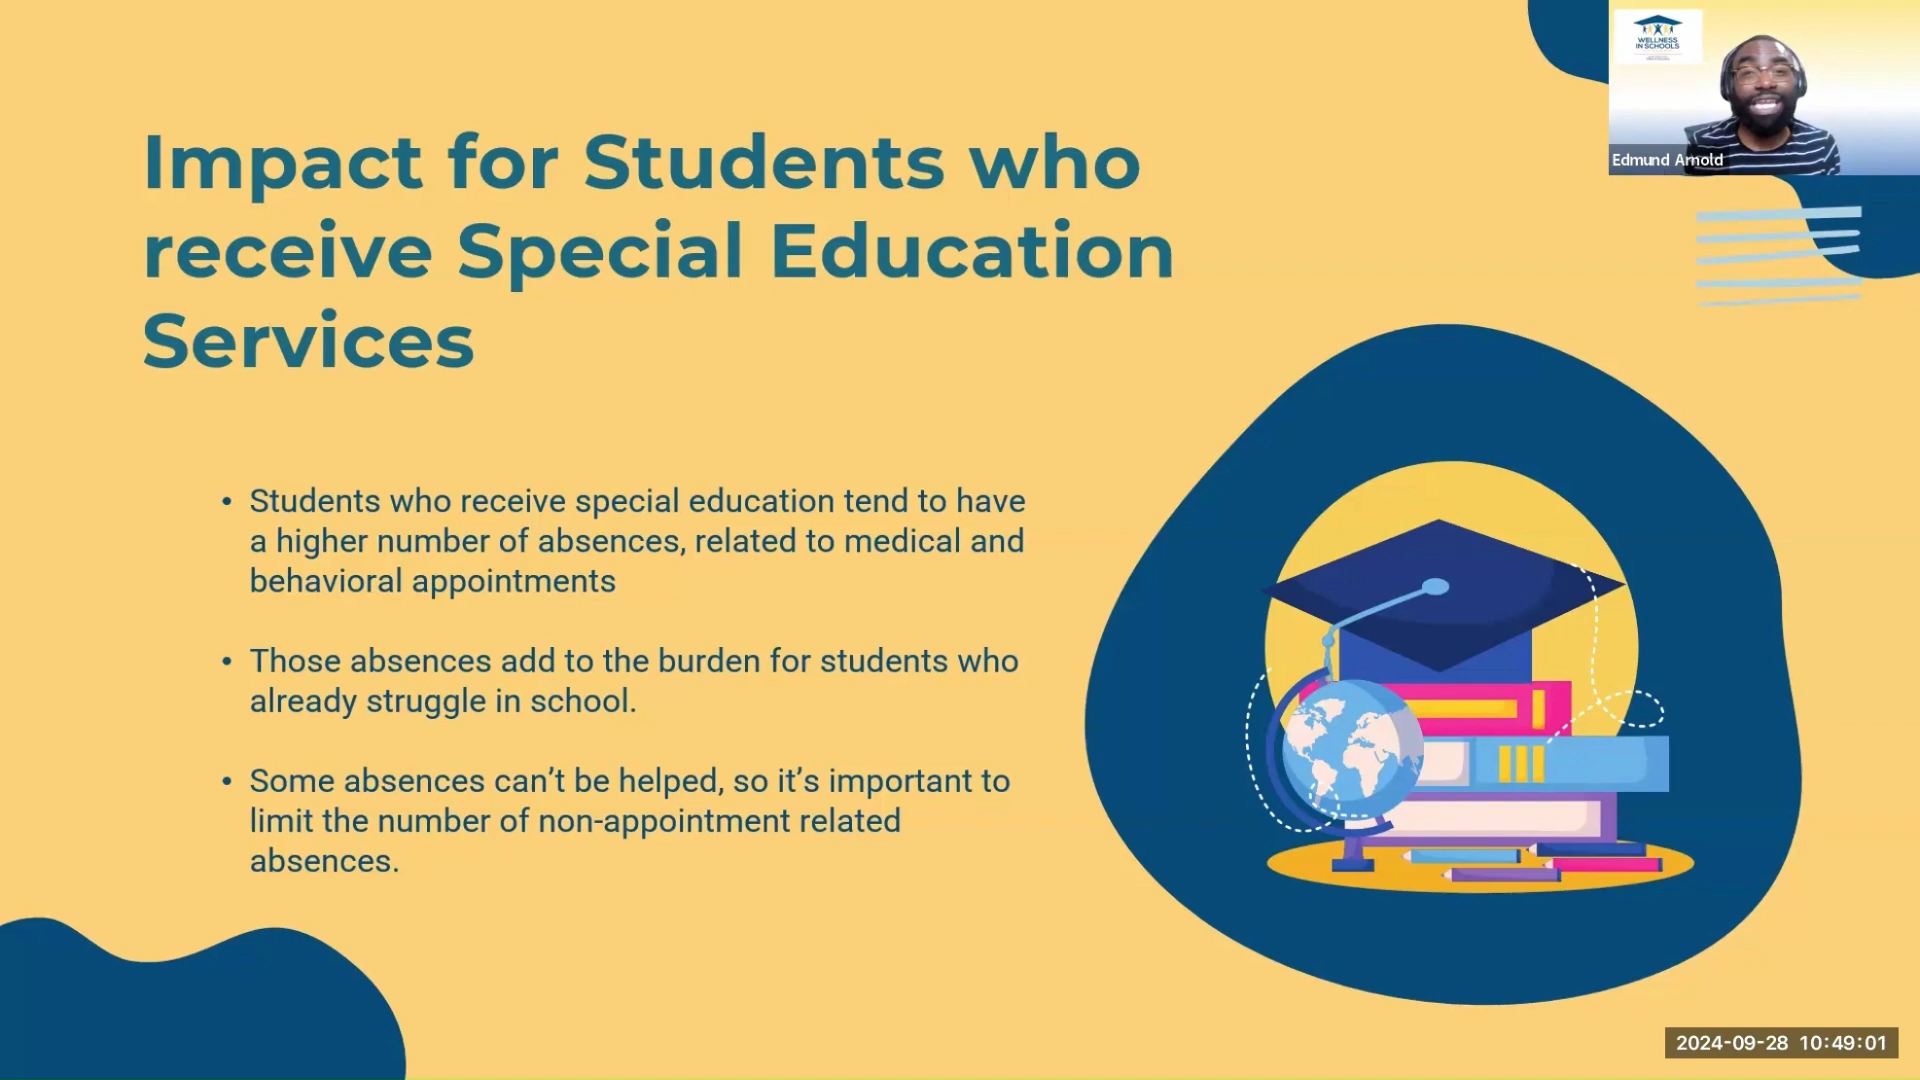 WELLNESS
IN SCHOOLS
Edmund Arnold
Impact for Students who
receive Special Education
Services
• Students who receive special education tend to have
a higher number of absences, related to medical and
behavioral appointments
• Those absences add to the burden for students who
already struggle in school.
• Some absences can’t be helped, so it’s important to
limit the number of non-appointment related
absences.
2024-09-28 10:49:01